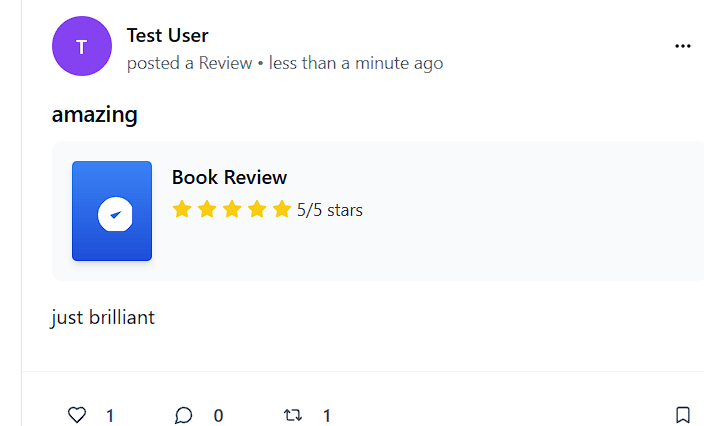 T
Test User
posted a Review • less than a minute ago
amazing
Book Review
5/5 stars
just brilliant
1 0 1